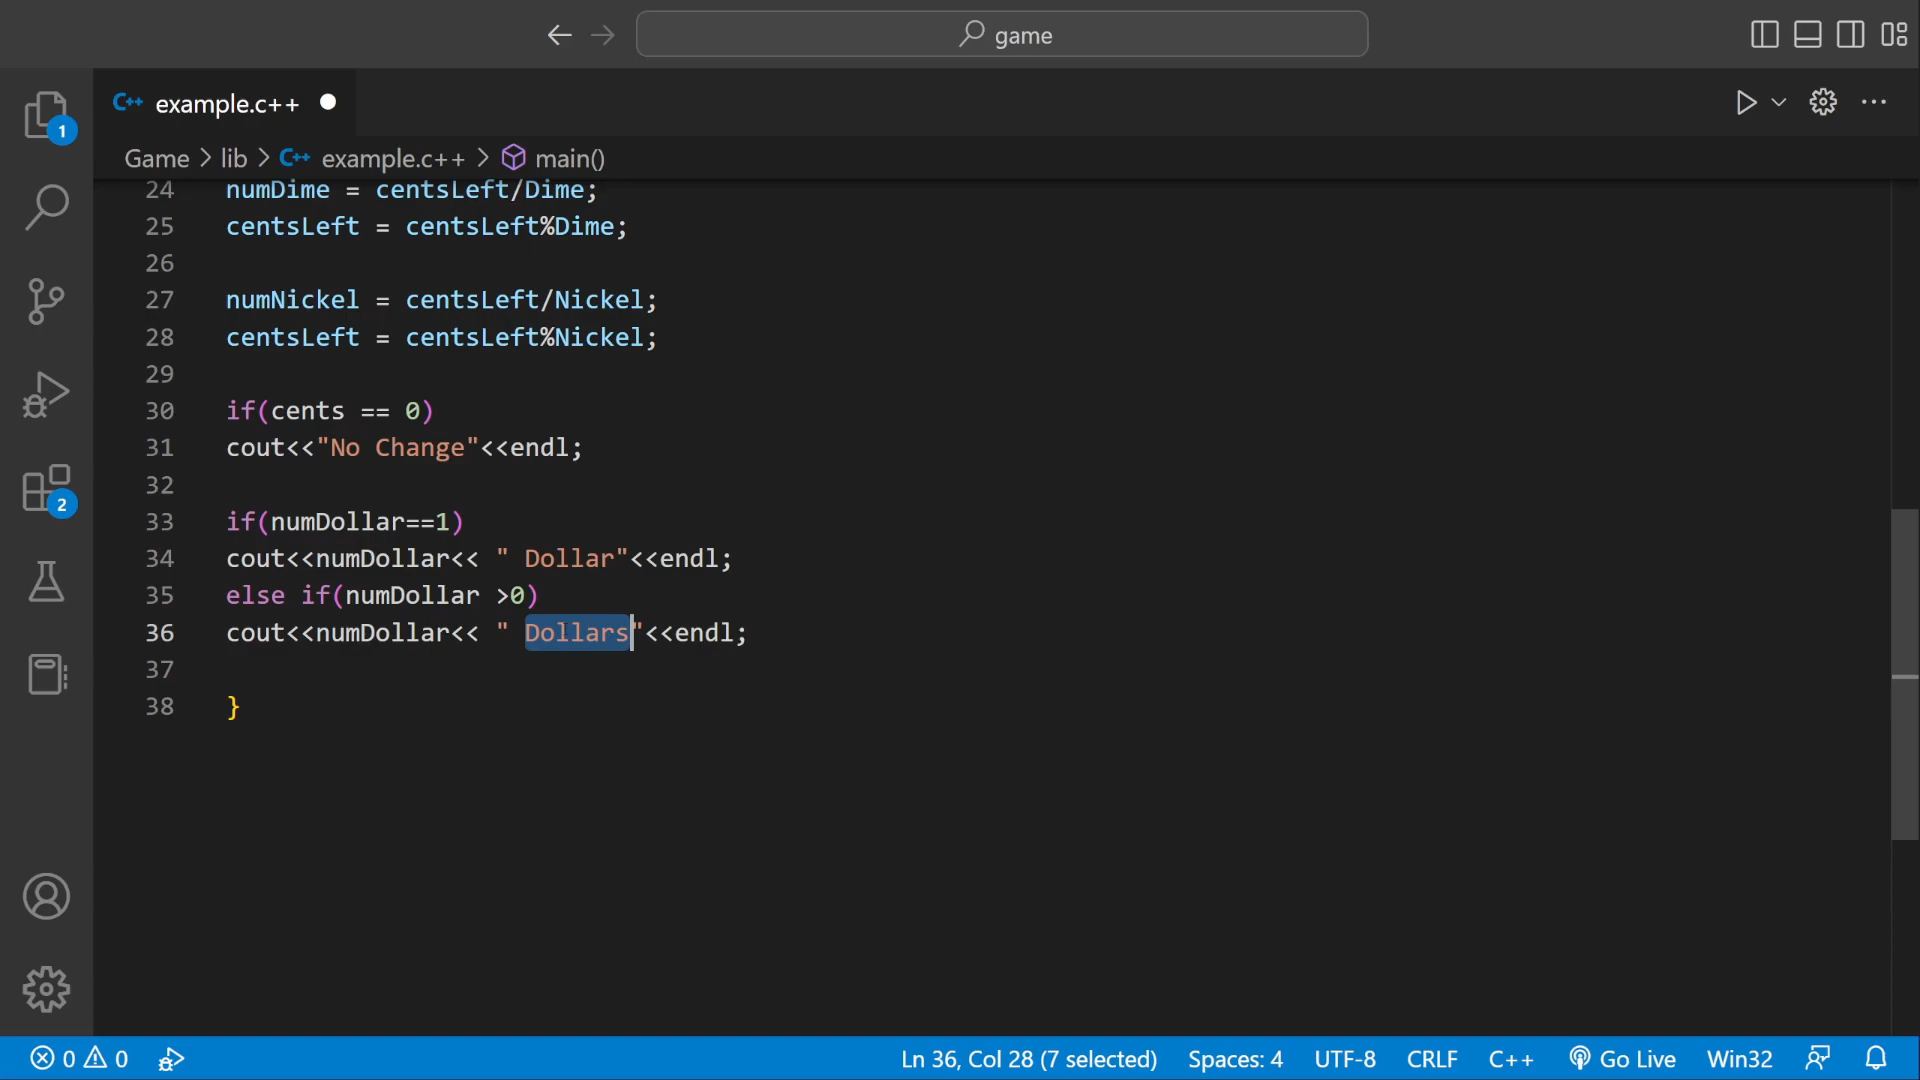 game
C++ example.c++
Game > lib > C++ example.c++ > main()
1
2
24 numDime = centsLeft/Dime;
25 centsLeft = centsLeft%Dime;
26
27 numNickel = centsLeft/Nickel;
28 centsLeft = centsLeft%Nickel;
29
30 if(cents == 0)
31 cout<<"No Change"<<endl;
32
33 if(numDollar==1)
34 cout<<numDollar<< " Dollar"<<endl;
35 else if(numDollar >0)
36 cout<<numDollar<< " Dollars"<<endl;
37
38 }
0 0 Ln 36, Col 28 (7 selected) Spaces: 4 UTF-8 CRLF C++ Go Live Win32